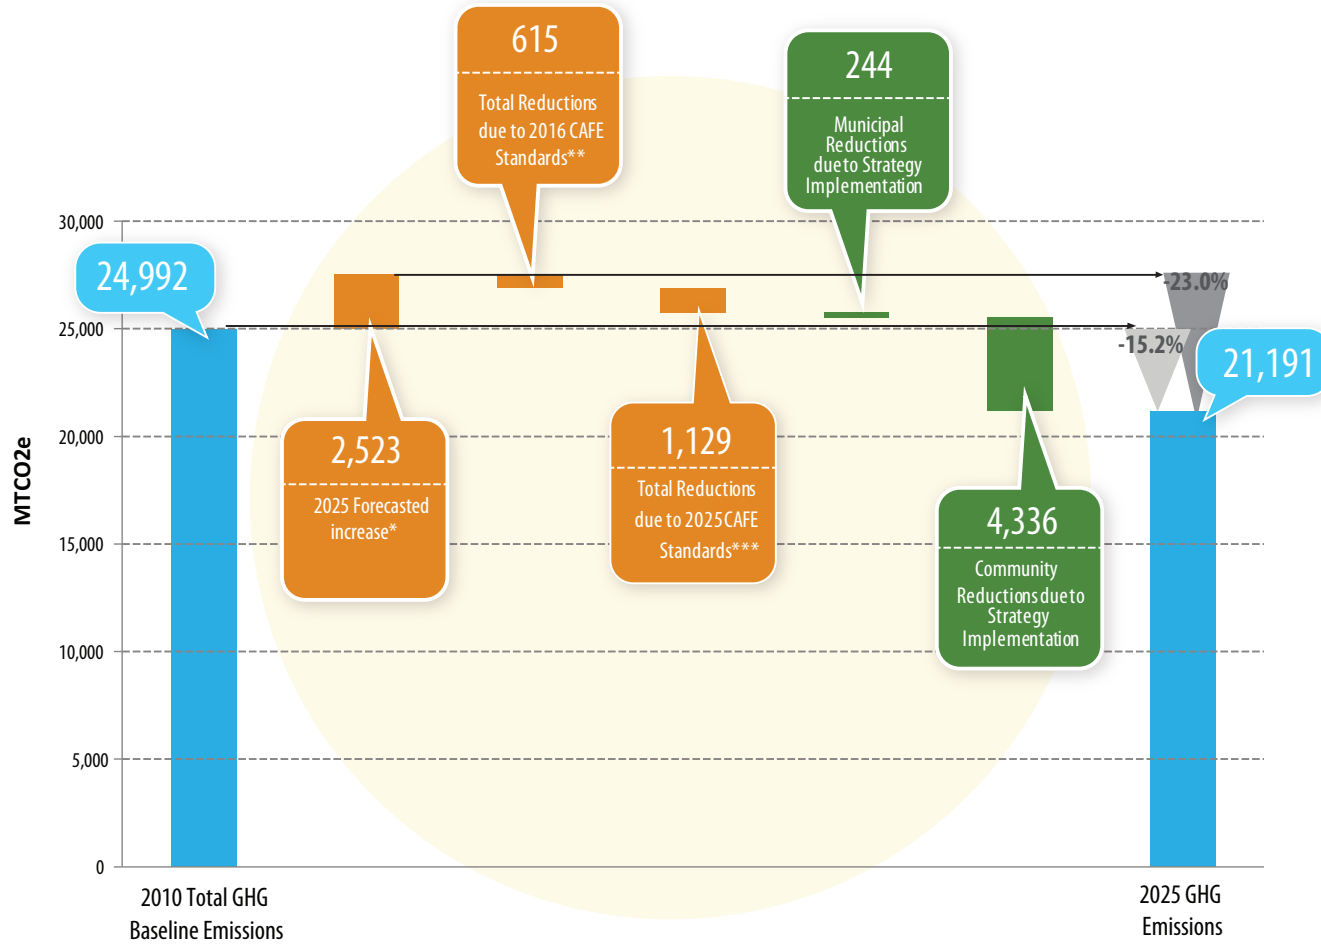 615
Total Reductions
due to 2016 CAFE
Standards**
244
Municipal
Reductions
due to Strategy
Implementation
30,000
24,992
-23.0%
25,000
-15.2%
21,191
20,000
2,523
2025 Forecasted
increase*
1,129
Total Reductions
due to 2025CAFE
Standards***
4,336
Community
Reductions due to
Strategy
Implementation
MTCO2e
15,000
10,000
5,000
0
2010 Total GHG
Baseline Emissions
2025 GHG
Emissions